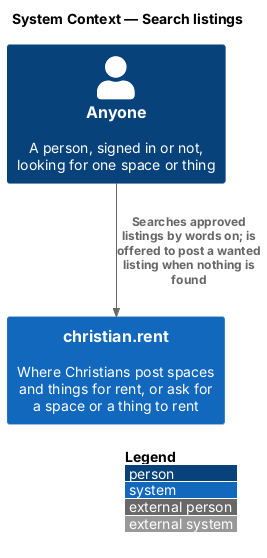 System Context — Search listings
Anyone
A person, signed in or not,
looking for one space or thing
Searches approved
listings by words on; is
offered to post a wanted
listing when nothing is
found
christian.rent
Where Christians post spaces
and things for rent, or ask for
a space or a thing to rent
Legend
person
system
external person
external system